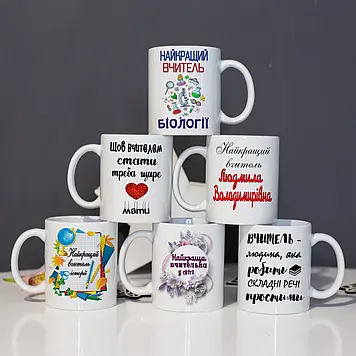 НАЙКРАЩИЙ
ВЧИТЕЛЬ
БІОЛОГІЇ
Щоб вчителем
стати
треба щире
мати
Найкращий
вчитель
Людмила
Володимирівна
Найкращий
вчитель
історії
Найкраща
вчителька
у світі
ВЧИТЕЛЬ -
людина, яка
робить
СКЛАДНІ РЕЧІ
простими